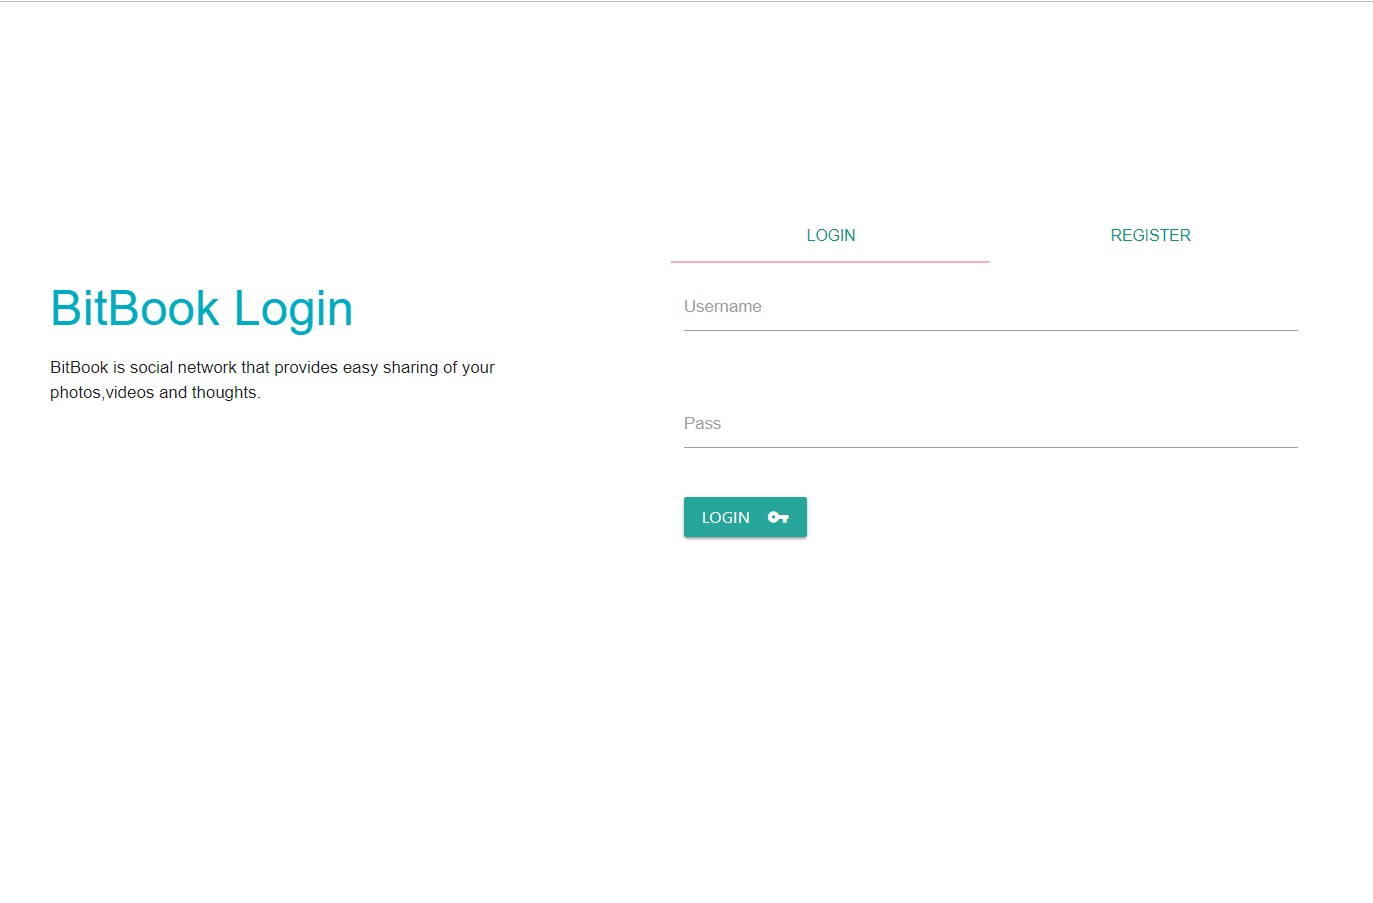 BitBook Login
BitBook is social network that provides easy sharing of your
photos,videos and thoughts.
LOGIN
REGISTER
Username
Pass
LOGIN